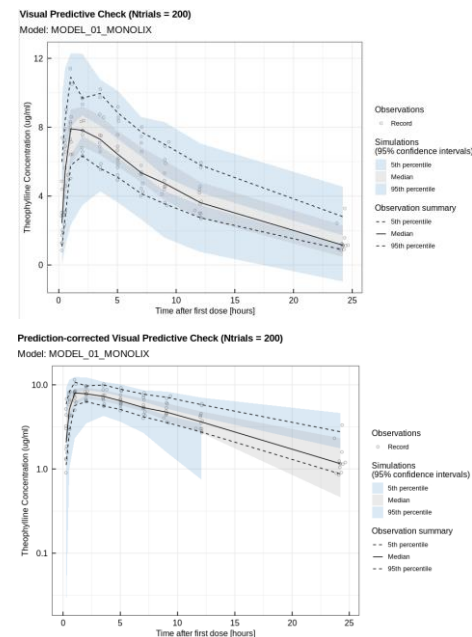 Visual Predictive Check (Ntrials = 200)
Model: MODEL_01_MONOLIX
Theophylline Concentration (ug/ml)
12
8
4
0
0 5 10 15 20 25
Time after first dose [hours]
Observations
Record
Simulations
(95% confidence intervals)
5th percentile
Median
95th percentile
Observation summary
5th percentile
Median
95th percentile
Prediction-corrected Visual Predictive Check (Ntrials = 200)
Model: MODEL_01_MONOLIX
Theophylline Concentration (ug/ml)
10.0
1.0
0.1
0 5 10 15 20 25
Time after first dose [hours]
Observations
Record
Simulations
(95% confidence intervals)
5th percentile
Median
95th percentile
Observation summary
5th percentile
Median
95th percentile